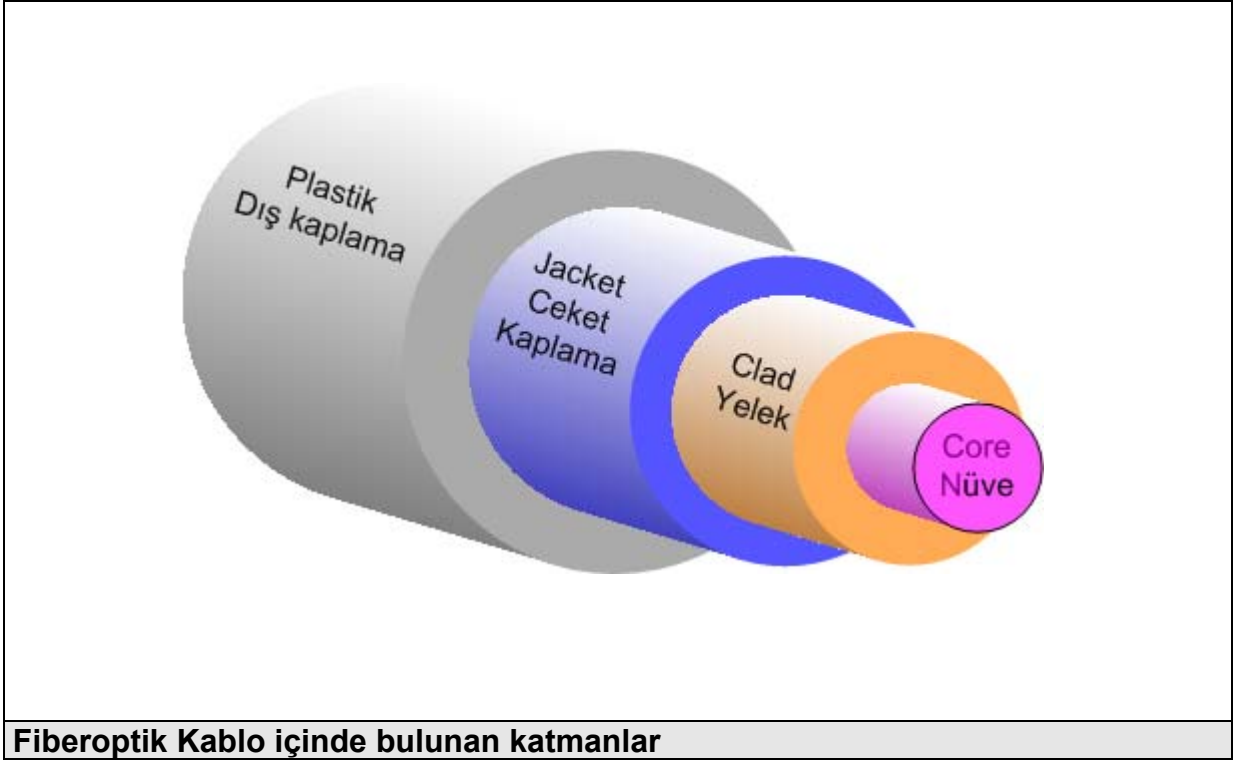 Plastik
Dış kaplama
Jacket
Ceket
Kaplama
Clad
Yelek
Core
Nüve
Fiberoptik Kablo içinde bulunan katmanlar